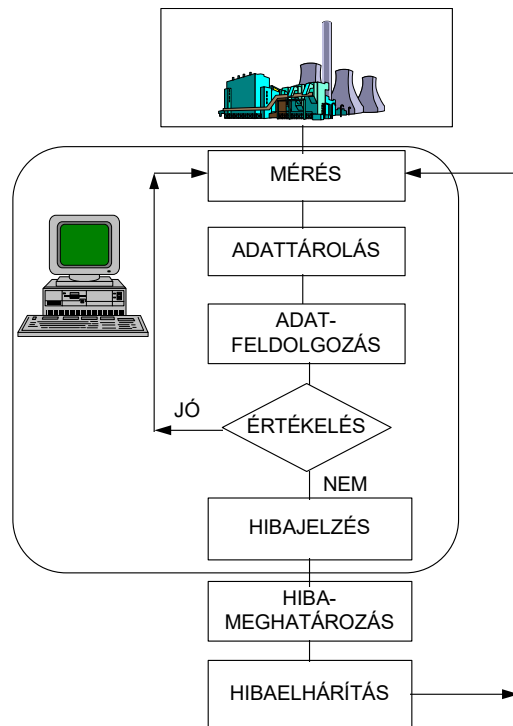 MÉRÉS
ADATTÁROLÁS
ADAT-
FELDOLGOZÁS
JÓ
ÉRTÉKELÉS
NEM
HIBAJELZÉS
HIBA-
MEGHATÁROZÁS
HIBAELHÁRÍTÁS